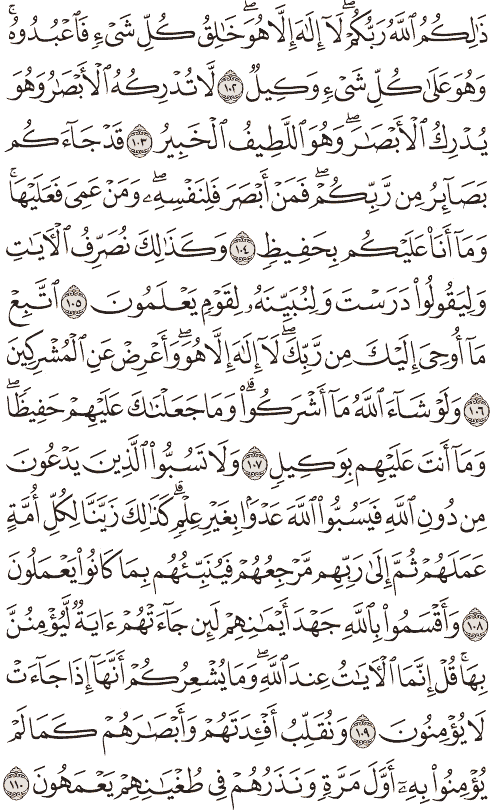 ذَٰلِكُمُ ٱللَّهُ رَبُّكُمْ ۖ لَآ إِلَٰهَ إِلَّا هُوَ ۖ خَٰلِقُ كُلِّ شَىْءٍ فَٱعْبُدُوهُ ۚ
وَهُوَ عَلَىٰ كُلِّ شَىْءٍ وَكِيلٌ ١٠٢ لَّا تُدْرِكُهُ ٱلْأَبْصَٰرُ وَهُوَ
يُدْرِكُ ٱلْأَبْصَٰرَ ۖ وَهُوَ ٱللَّطِيفُ ٱلْخَبِيرُ ١٠٣ قَدْ جَآءَكُم
بَصَآئِرُ مِن رَّبِّكُمْ ۖ فَمَنْ أَبْصَرَ فَلِنَفْسِهِۦ ۖ وَمَنْ عَمِىَ فَعَلَيْهَا ۚ
وَمَآ أَنَا۠ عَلَيْكُم بِحَفِيظٍ ١٠٤ وَكَذَٰلِكَ نُصَرِّفُ ٱلْءَايَٰتِ
وَلِيَقُولُوا۟ دَرَسْتَ وَلِنُبَيِّنَهُۥ لِقَوْمٍ يَعْلَمُونَ ١٠٥ ٱتَّبِعْ
مَآ أُوحِىَ إِلَيْكَ مِن رَّبِّكَ ۖ لَآ إِلَٰهَ إِلَّا هُوَ ۖ وَأَعْرِضْ عَنِ ٱلْمُشْرِكِينَ
١٠٦ وَلَوْ شَآءَ ٱللَّهُ مَآ أَشْرَكُوا۟ ۗ وَمَا جَعَلْنَٰكَ عَلَيْهِمْ حَفِيظًا ۖ
وَمَآ أَنتَ عَلَيْهِم بِوَكِيلٍ ١٠٧ وَلَا تَسُبُّوا۟ ٱلَّذِينَ يَدْعُونَ
مِن دُونِ ٱللَّهِ فَيَسُبُّوا۟ ٱللَّهَ عَدْوًۢا بِغَيْرِ عِلْمٍ ۗ كَذَٰلِكَ زَيَّنَّا لِكُلِّ أُمَّةٍ
عَمَلَهُمْ ثُمَّ إِلَىٰ رَبِّهِم مَّرْجِعُهُمْ فَيُنَبِّئُهُم بِمَا كَانُوا۟ يَعْمَلُونَ
١٠٨ وَأَقْسَمُوا۟ بِٱللَّهِ جَهْدَ أَيْمَٰنِهِمْ لَئِن جَآءَتْهُمْ ءَايَةٌ لَّيُؤْمِنُنَّ
بِهَا ۚ قُلْ إِنَّمَا ٱلْءَايَٰتُ عِندَ ٱللَّهِ ۖ وَمَا يُشْعِرُكُمْ أَنَّهَآ إِذَا جَآءَتْ
لَا يُؤْمِنُونَ ١٠٩ وَنُقَلِّبُ أَفْـِٔدَتَهُمْ وَأَبْصَٰرَهُمْ كَمَا لَمْ
يُؤْمِنُوا۟ بِهِۦٓ أَوَّلَ مَرَّةٍ وَنَذَرُهُمْ فِى طُغْيَٰنِهِمْ يَعْمَهُونَ ١١٠